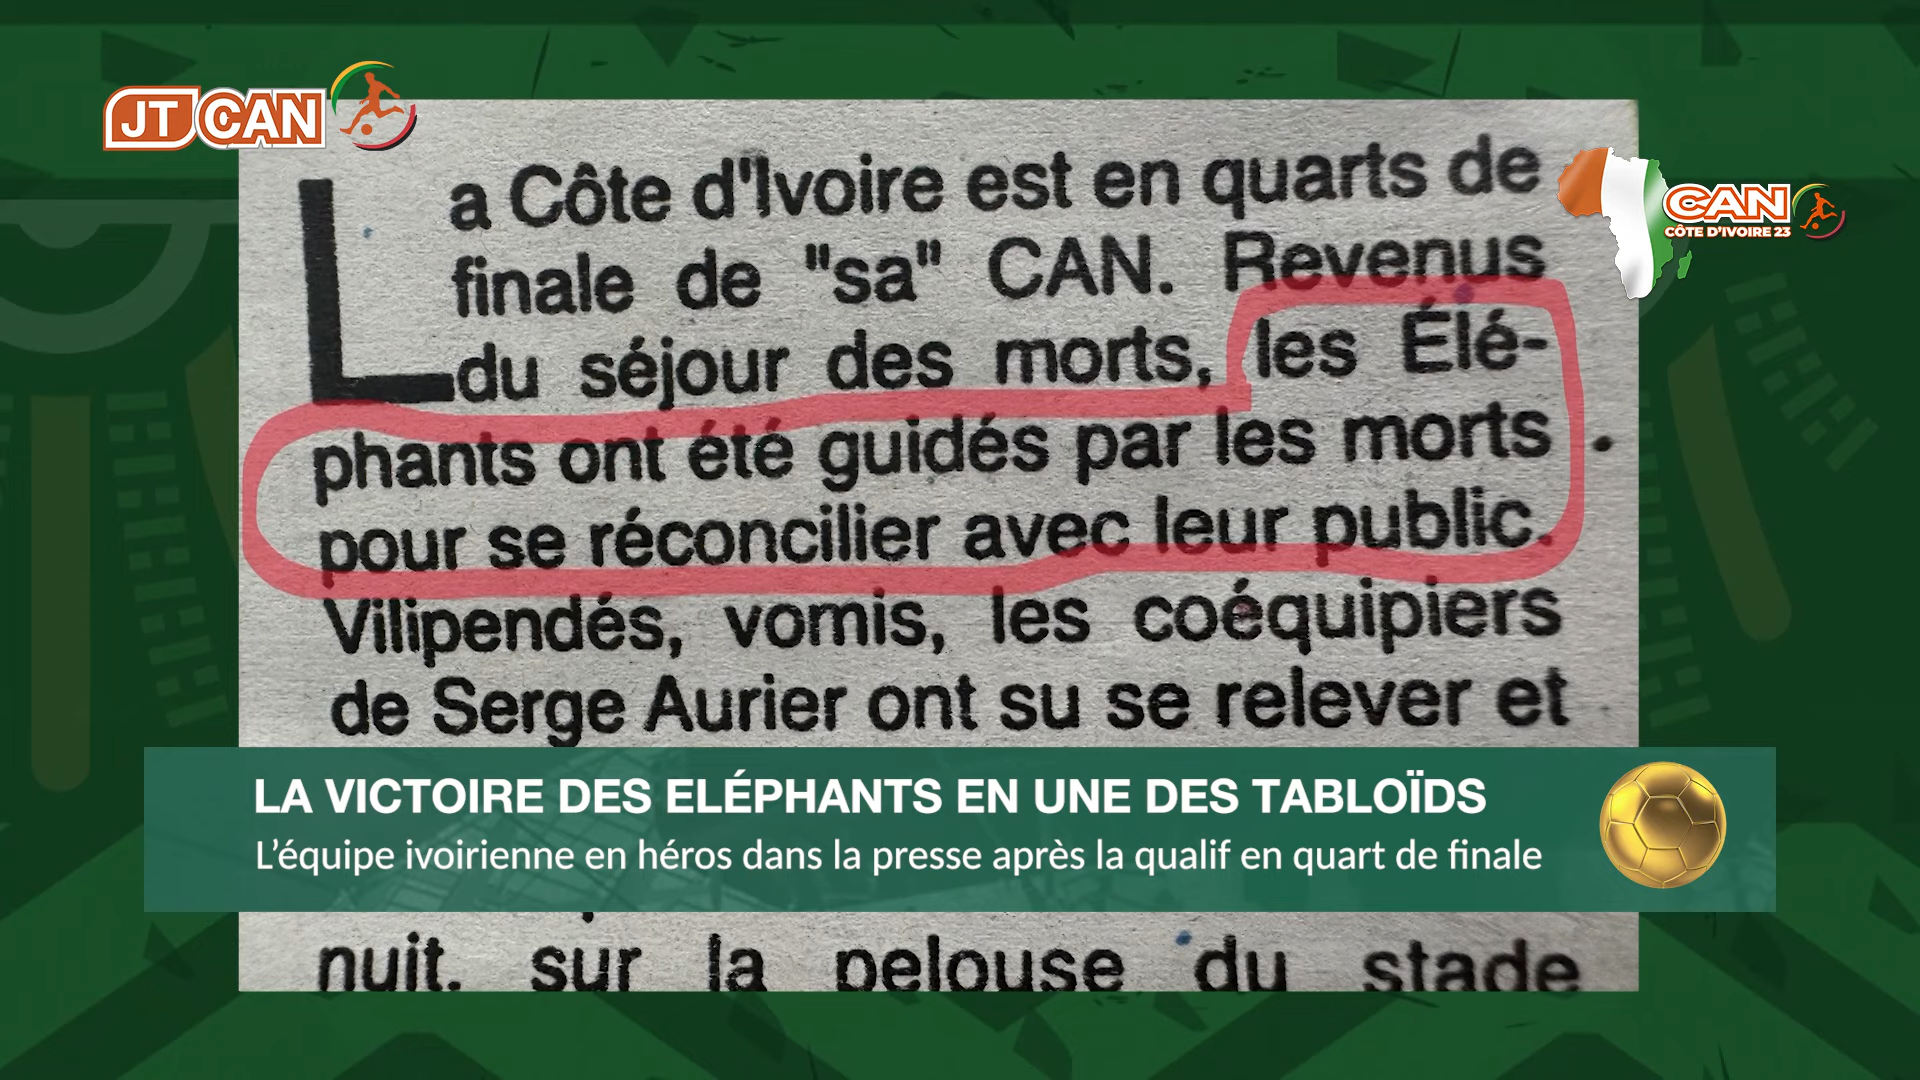 JT CAN
CAN
CÔTE D'IVOIRE 23
La Côte d'Ivoire est en quarts de
finale de "sa" CAN. Revenus
du séjour des morts, les Élé-
phants ont été guidés par les morts
pour se réconcilier avec leur public.
Vilipendés, vomis, les coéquipiers
de Serge Aurier ont su se relever et
LA VICTOIRE DES ELÉPHANTS EN UNE DES TABLOÏDS
L'équipe ivoirienne en héros dans la presse après la qualif en quart de finale
nuit, sur la pelouse du stade